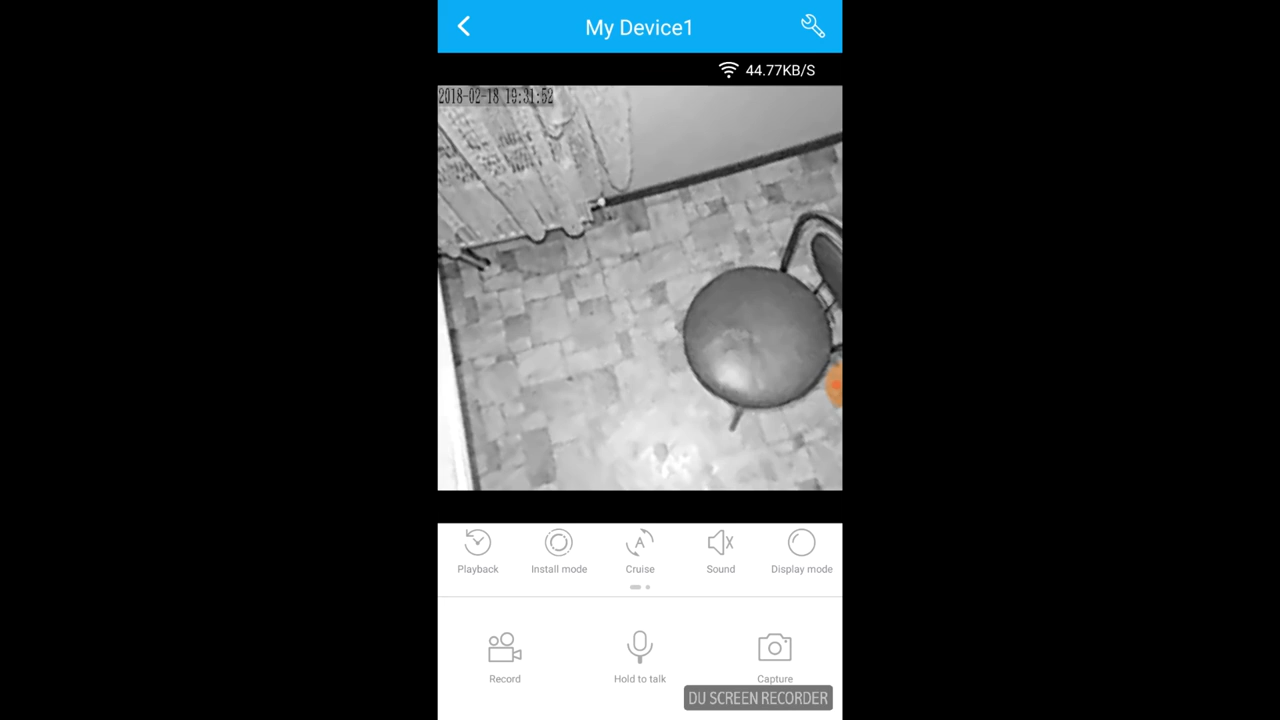 My Device1
44.77KB/S
2018-02-18 19:31:52
Playback
Install mode
A
Cruise
Sound
Display mode
Record
Hold to talk
Capture
DU SCREEN RECORDER